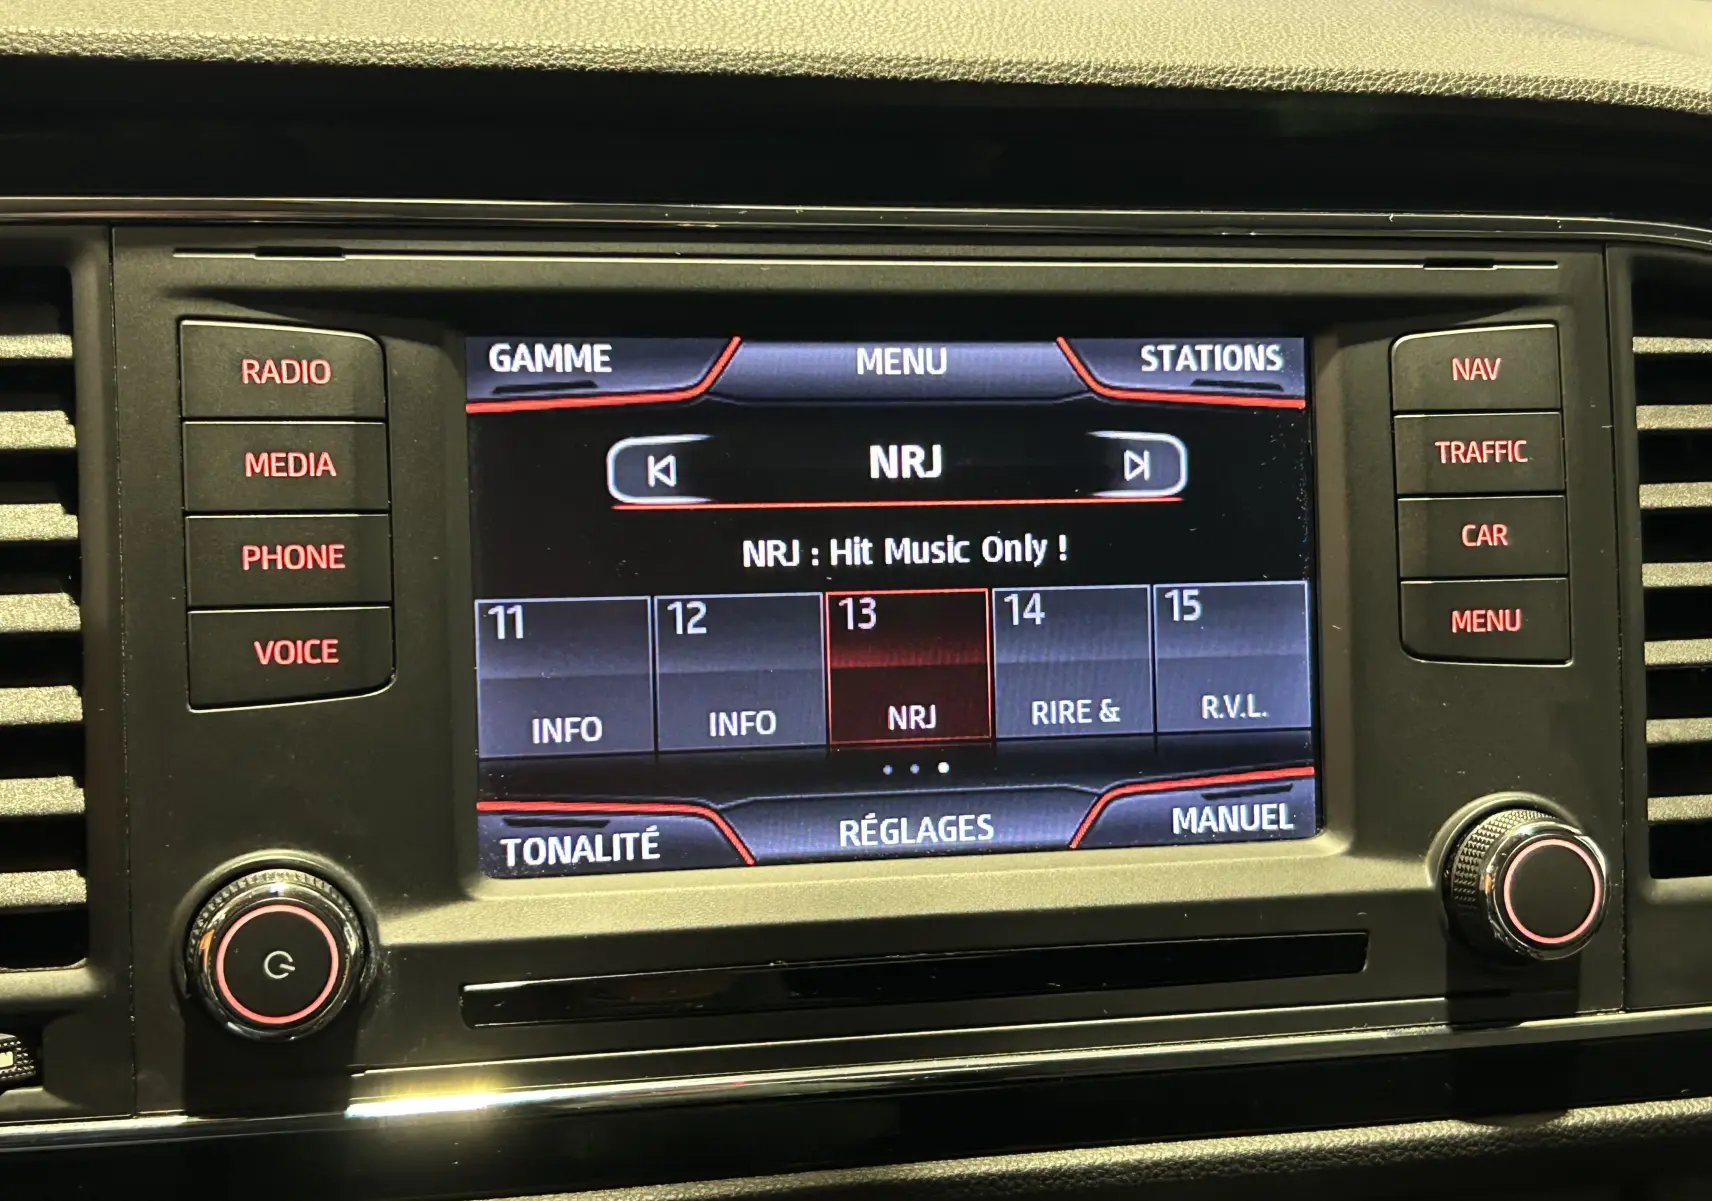 RADIO
MEDIA
PHONE
VOICE
GAMME
MENU
STATIONS
NRJ
NRJ : Hit Music Only !
11
12
13
14
15
INFO
INFO
NRJ
RIRE &
R.V.L.
TONALITÉ
RÉGLAGES
MANUEL
NAV
TRAFFIC
CAR
MENU